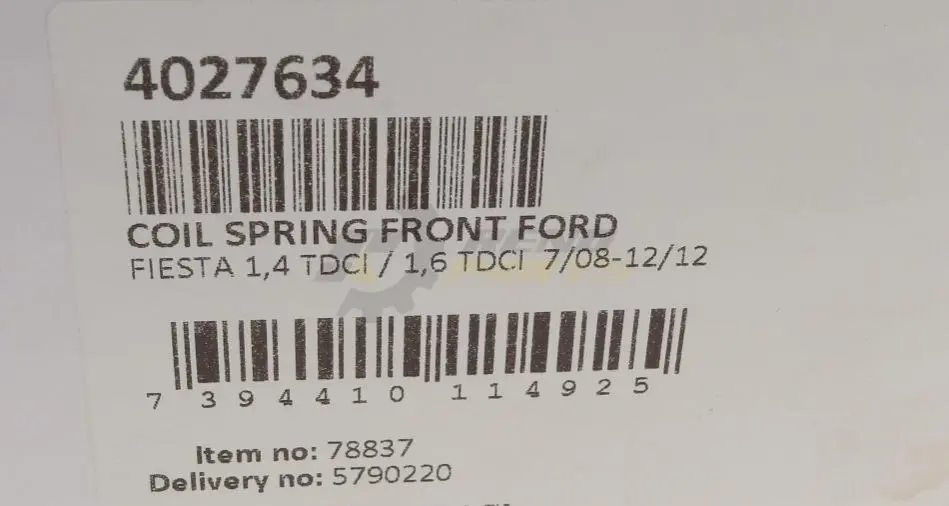 4027634
COIL SPRING FRONT FORD
FIESTA 1,4 TDCI / 1,6 TDCI 7/08-12/12
7 394410 114925
Item no: 78837
Delivery no: 5790220